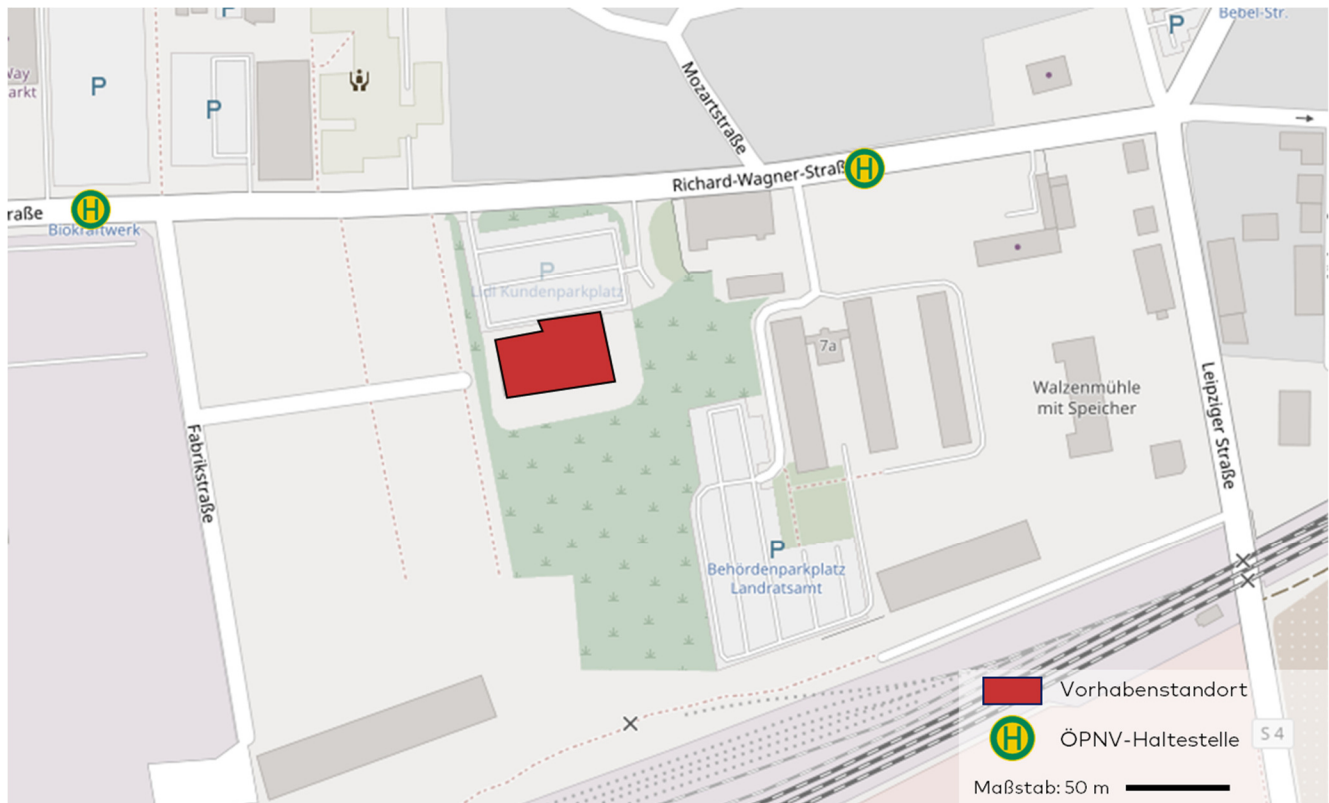 P
Bebel-Str.
P
Way
arkt
P
P
Mozartstraße
H
Richard-Wagner-Straß
H
raße
Biokraftwerk
P
Lidl Kundenparkplatz
7a
Walzenmühle
mit Speicher
Leipziger Straße
Fabrikstraße
P
Behördenparkplatz
Landratsamt
Vorhabenstandort
H
ÖPNV-Haltestelle
S 4
Maßstab: 50 m